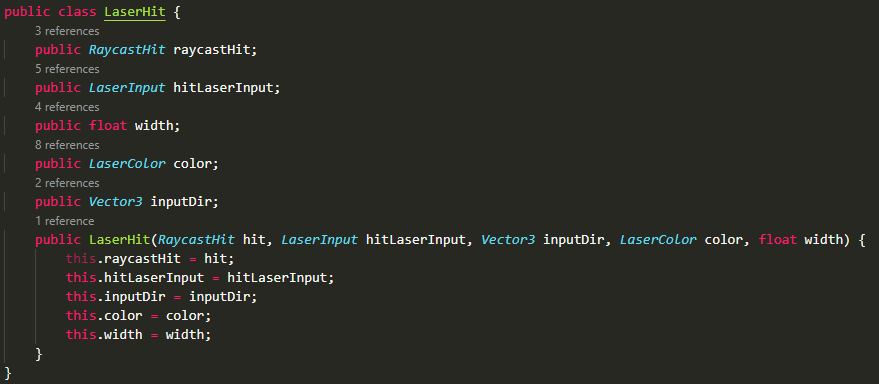 public class LaserHit {
3 references
public RaycastHit raycastHit;
5 references
public LaserInput hitLaserInput;
4 references
public float width;
8 references
public LaserColor color;
2 references
public Vector3 inputDir;
1 reference
public LaserHit(RaycastHit hit, LaserInput hitLaserInput, Vector3 inputDir, LaserColor color, float width) {
this.raycastHit = hit;
this.hitLaserInput = hitLaserInput;
this.inputDir = inputDir;
this.color = color;
this.width = width;
}
}